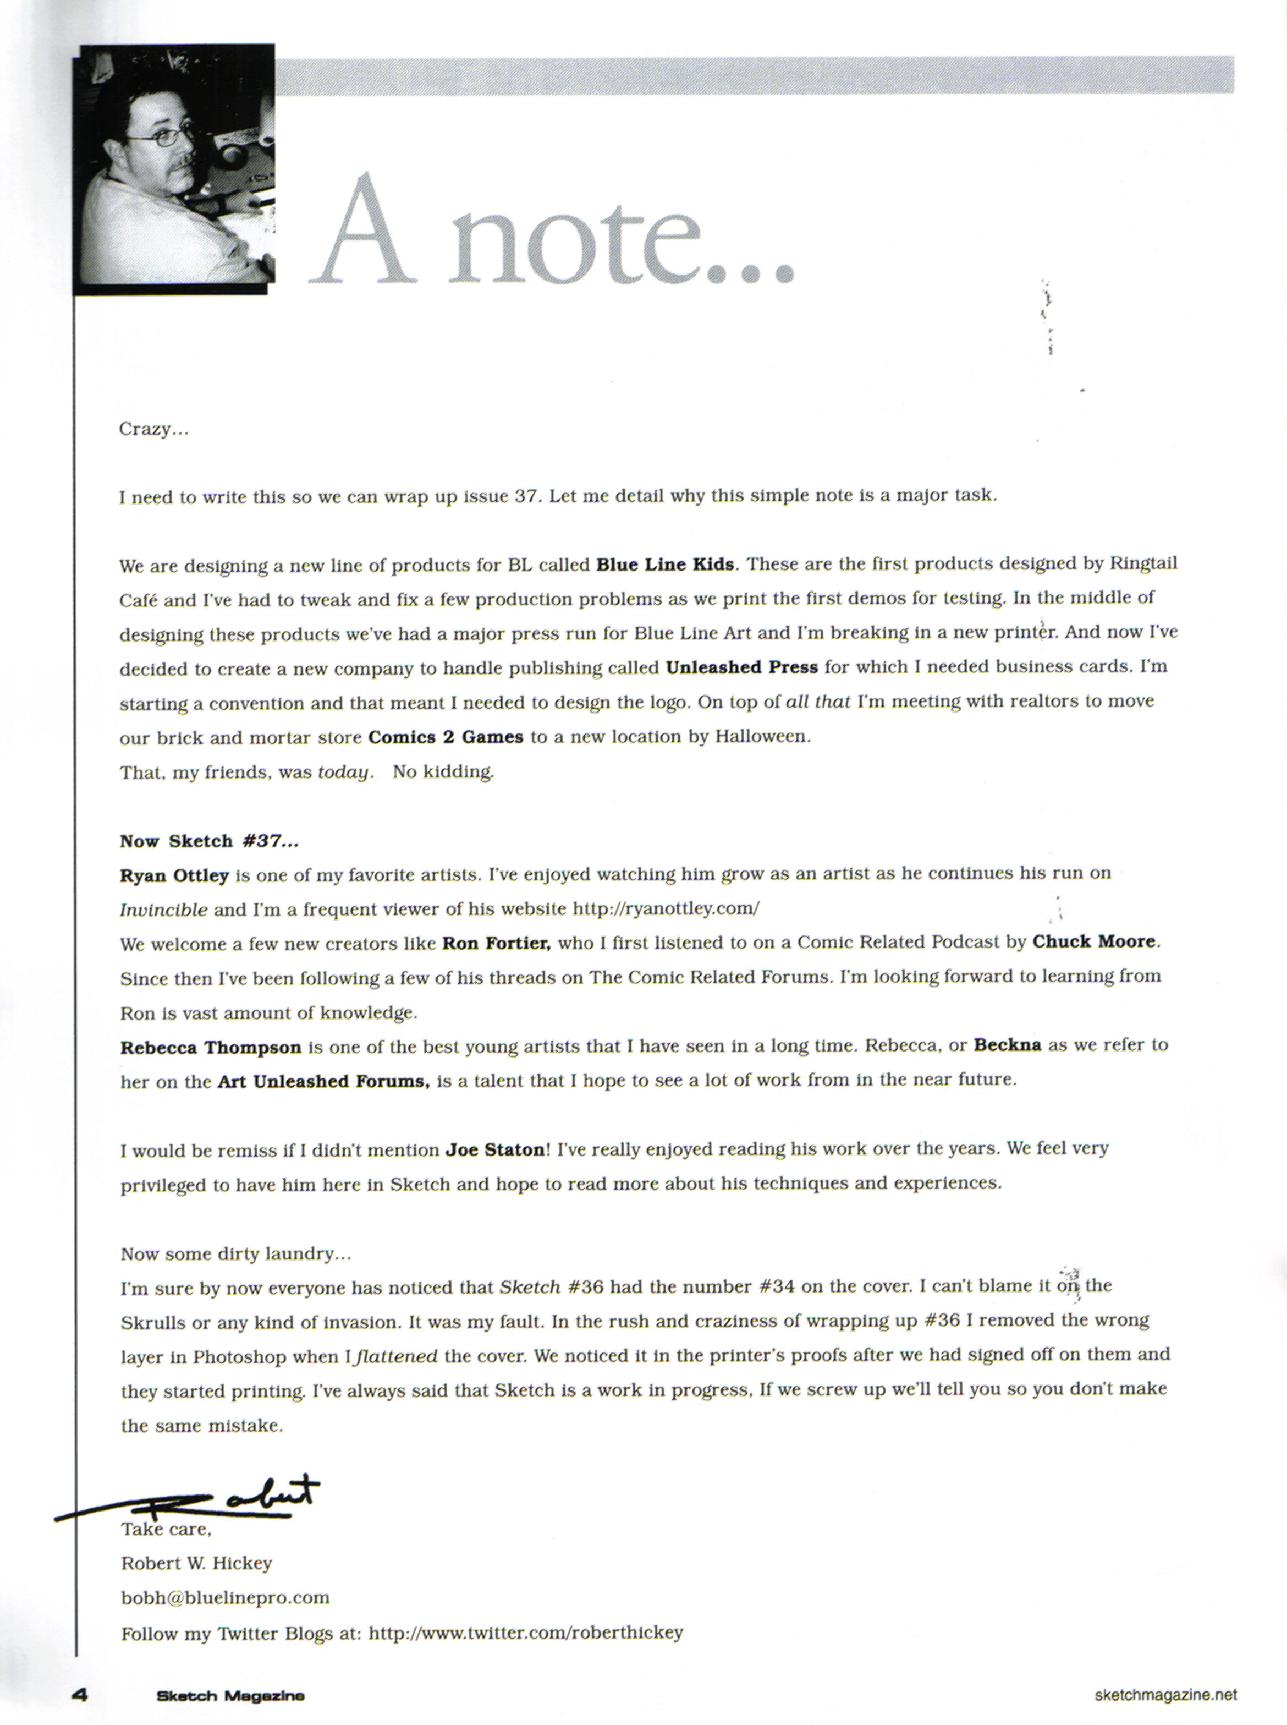 A note...
Crazy...
I need to write this so we can wrap up issue 37. Let me detail why this simple note is a major task.
We are designing a new line of products for BL called Blue Line Kids. These are the first products designed by Ringtail
Café and I've had to tweak and fix a few production problems as we print the first demos for testing. In the middle of
designing these products we've had a major press run for Blue Line Art and I'm breaking in a new printer. And now I've
decided to create a new company to handle publishing called Unleashed Press for which I needed business cards. I'm
starting a convention and that meant I needed to design the logo. On top of all that I'm meeting with realtors to move
our brick and mortar store Comics 2 Games to a new location by Halloween.
That, my friends, was today. No kidding.
Now Sketch #37...
Ryan Ottley is one of my favorite artists. I've enjoyed watching him grow as an artist as he continues his run on
Invincible and I'm a frequent viewer of his website http://ryanottley.com/
We welcome a few new creators like Ron Fortier, who I first listened to on a Comic Related Podcast by Chuck Moore.
Since then I've been following a few of his threads on The Comic Related Forums. I'm looking forward to learning from
Ron is vast amount of knowledge.
Rebecca Thompson is one of the best young artists that I have seen in a long time. Rebecca, or Beckna as we refer to
her on the Art Unleashed Forums, is a talent that I hope to see a lot of work from in the near future.
I would be remiss if I didn't mention Joe Staton! I've really enjoyed reading his work over the years. We feel very
privileged to have him here in Sketch and hope to read more about his techniques and experiences.
Now some dirty laundry...
I'm sure by now everyone has noticed that Sketch #36 had the number #34 on the cover. I can't blame it on the
Skrulls or any kind of invasion. It was my fault. In the rush and craziness of wrapping up #36 I removed the wrong
layer in Photoshop when I flattened the cover. We noticed it in the printer's proofs after we had signed off on them and
they started printing. I've always said that Sketch is a work in progress, If we screw up we'll tell you so you don't make
the same mistake.
Robert
Take care,
Robert W. Hickey
bobh@bluelinepro.com
Follow my Twitter Blogs at: http://www.twitter.com/roberthickey
4 Sketch Magazine sketchmagazine.net